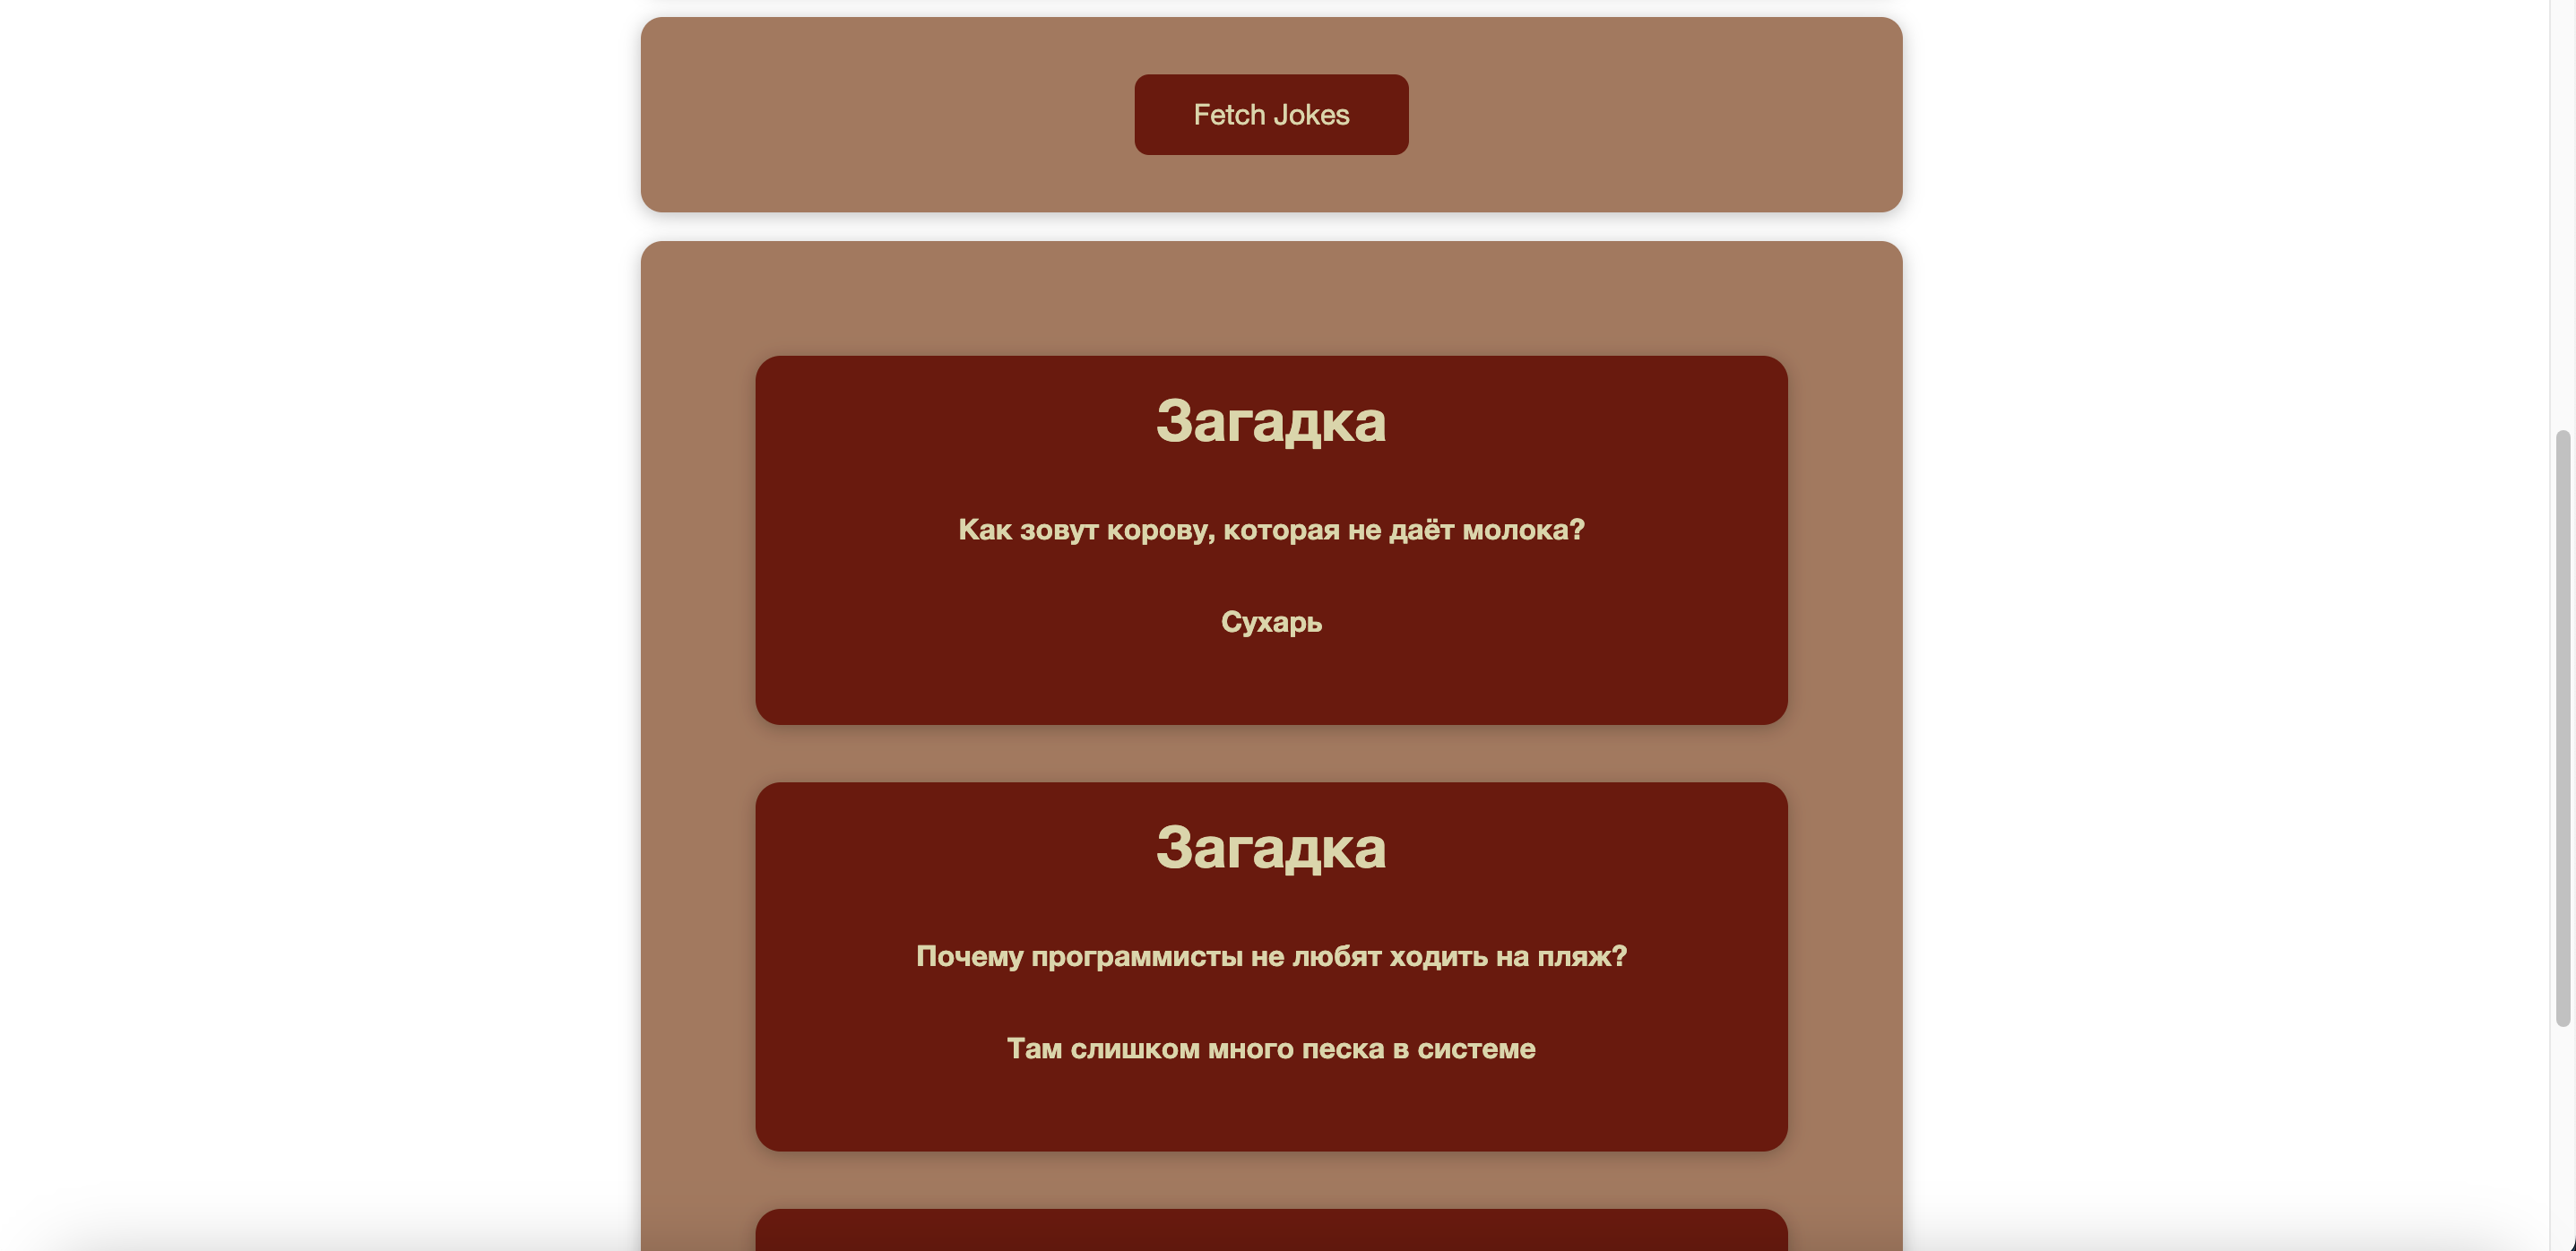 Fetch Jokes
Загадка
Как зовут корову, которая не даёт молока?
Сухарь
Загадка
Почему программисты не любят ходить на пляж?
Там слишком много песка в системе